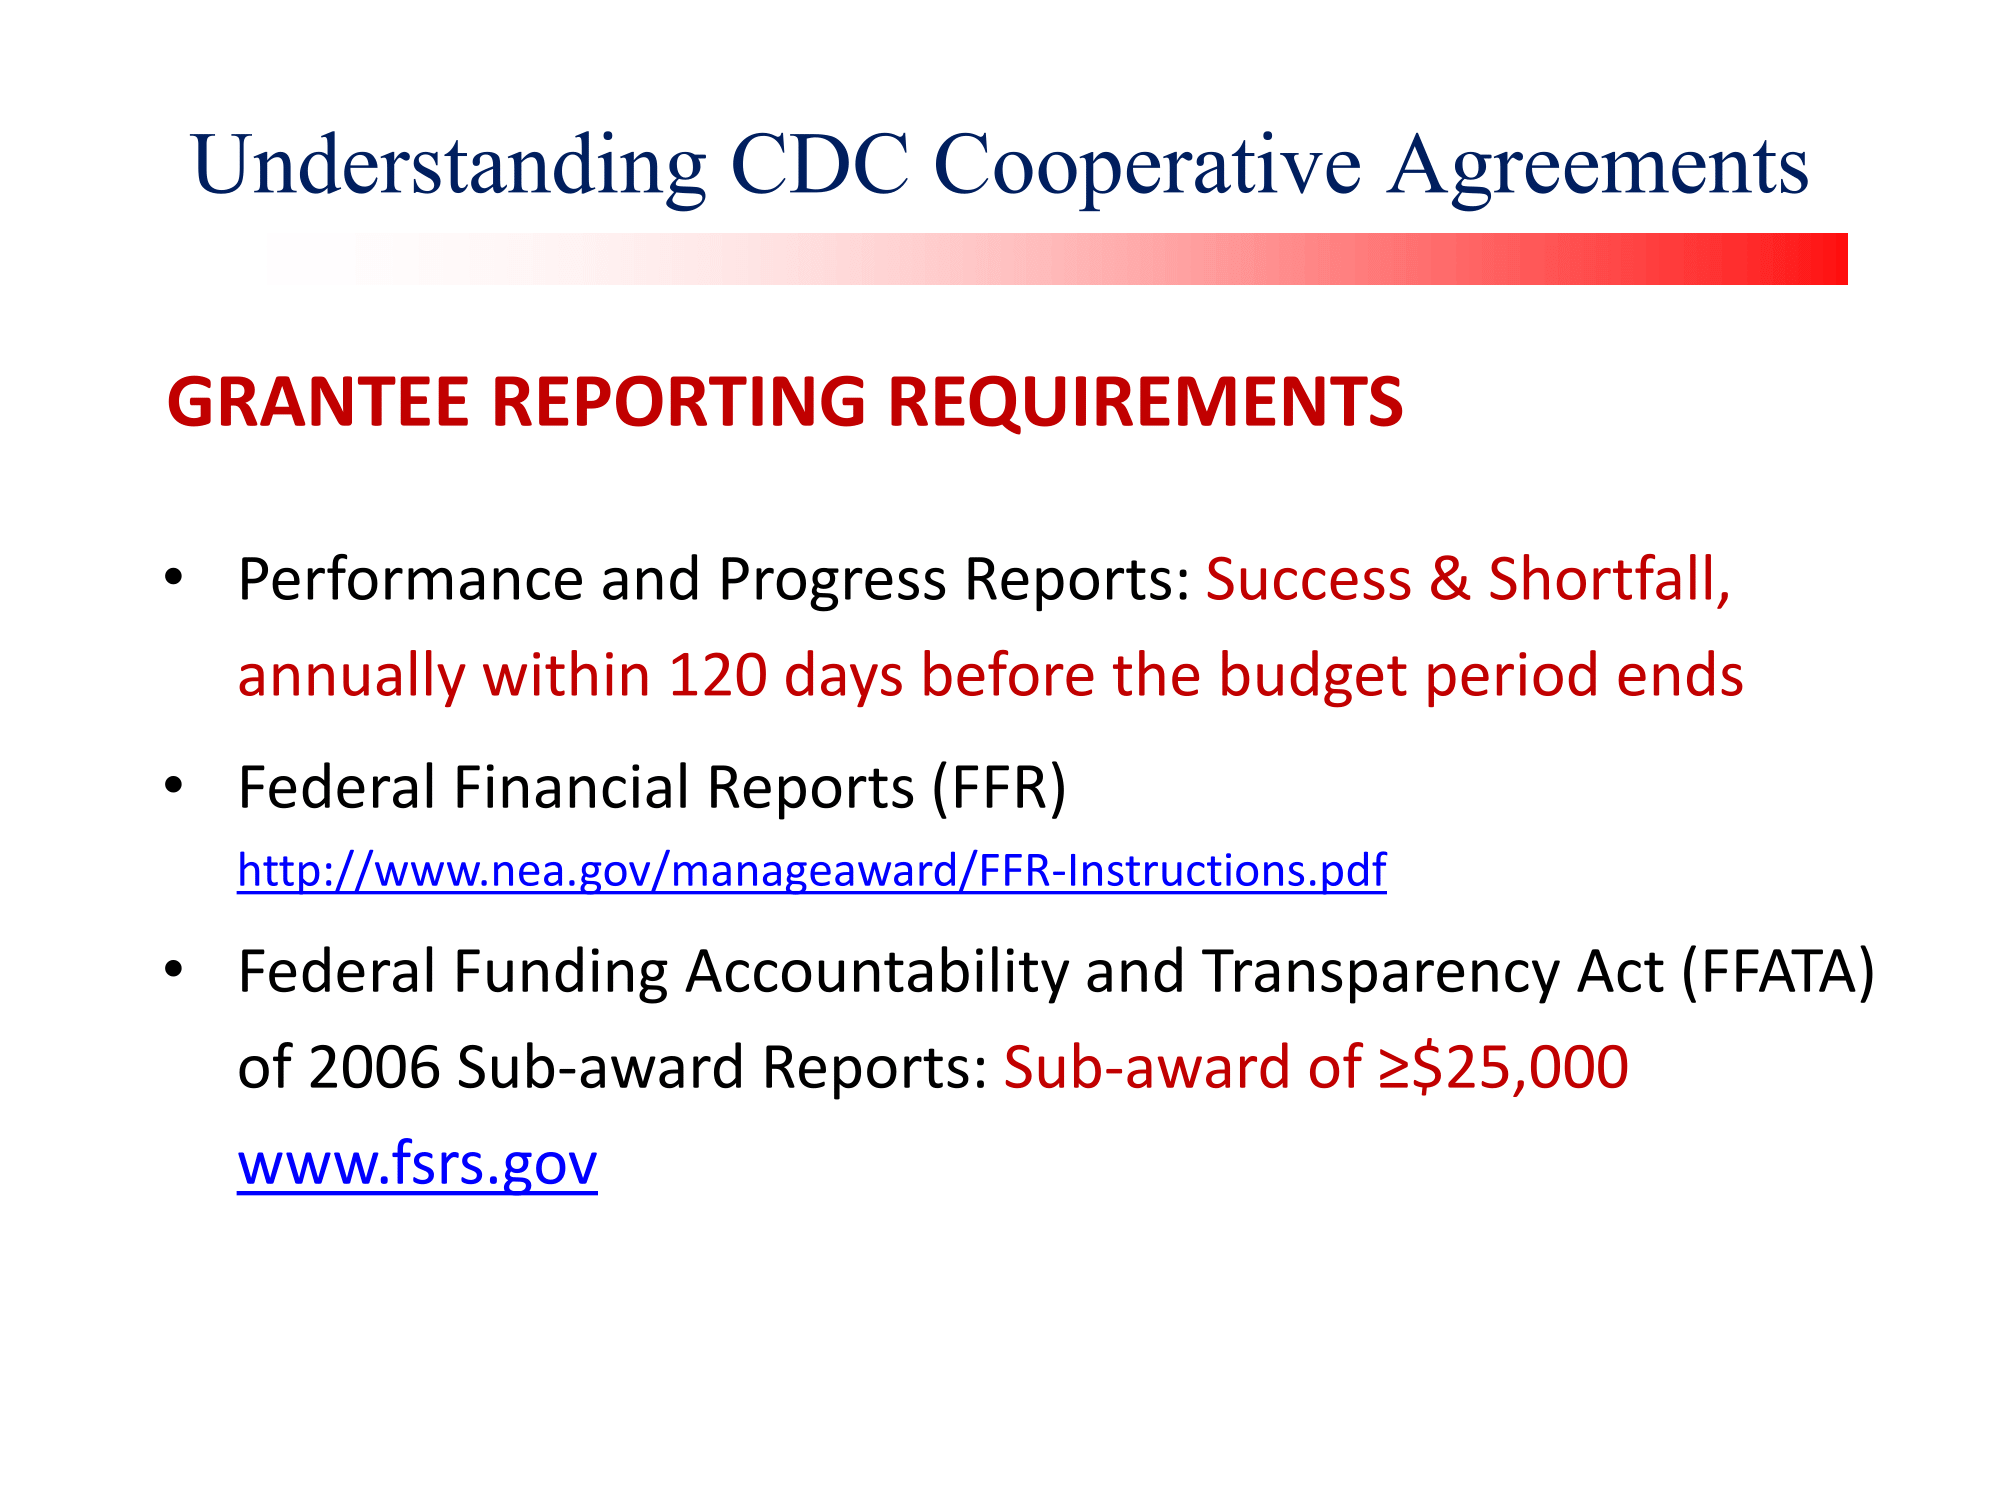 Understanding CDC Cooperative Agreements
GRANTEE REPORTING REQUIREMENTS
• Performance and Progress Reports: Success & Shortfall,
annually within 120 days before the budget period ends
• Federal Financial Reports (FFR)
http://www.nea.gov/manageaward/FFR-Instructions.pdf
• Federal Funding Accountability and Transparency Act (FFATA)
of 2006 Sub-award Reports: Sub-award of ≥$25,000
www.fsrs.gov